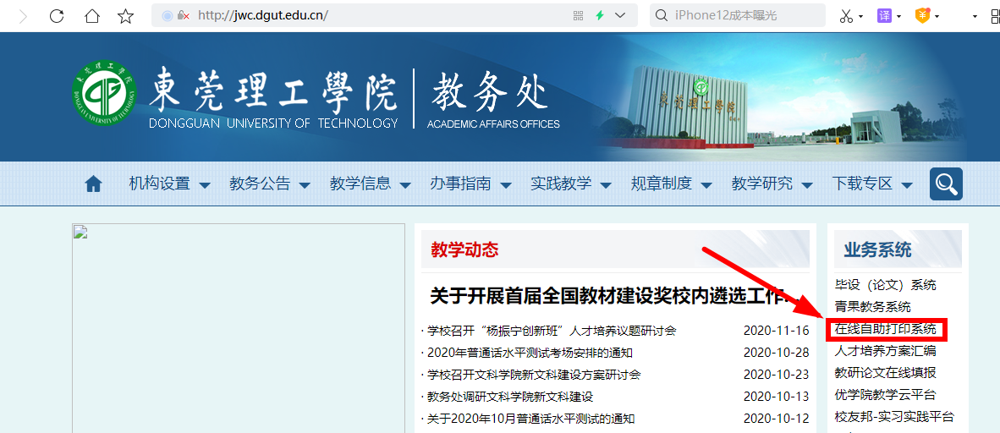 http://jwc.dgut.edu.cn/
iPhone12成本曝光
译
東莞理工學院
教务处
DONGGUAN UNIVERSITY OF TECHNOLOGY
ACADEMIC AFFAIRS OFFICES
東莞理工學院
東莞理工學院
DONGGUAN UNIVERSITY OF TECHNOLOGY
机构设置
教务公告
教学信息
办事指南
实践教学
规章制度
教学研究
下载专区
教学动态
关于开展首届全国教材建设奖校内遴选工作...
· 学校召开“杨振宁创新班”人才培养议题研讨会 2020-11-16
· 2020年普通话水平测试考场安排的通知 2020-10-28
· 学校召开文科学院新文科建设方案研讨会 2020-10-23
· 教务处调研文科学院新文科建设 2020-10-13
· 关于2020年10月普通话水平测试的通知 2020-10-12
业务系统
毕设（论文）系统
青果教务系统
在线自助打印系统
人才培养方案汇编
教研论文在线填报
优学院教学云平台
校友邦-实习实践平台